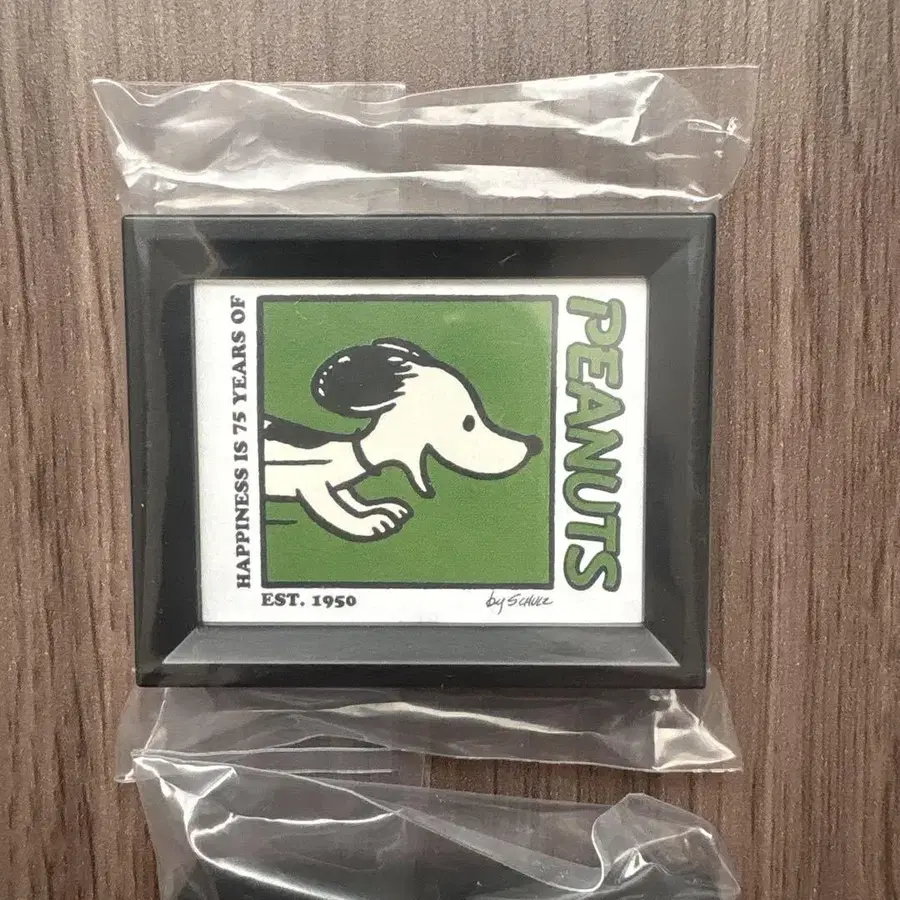 HAPPINESS IS 75 YEARS OF
PEANUTS
EST. 1950
by SCHULZ